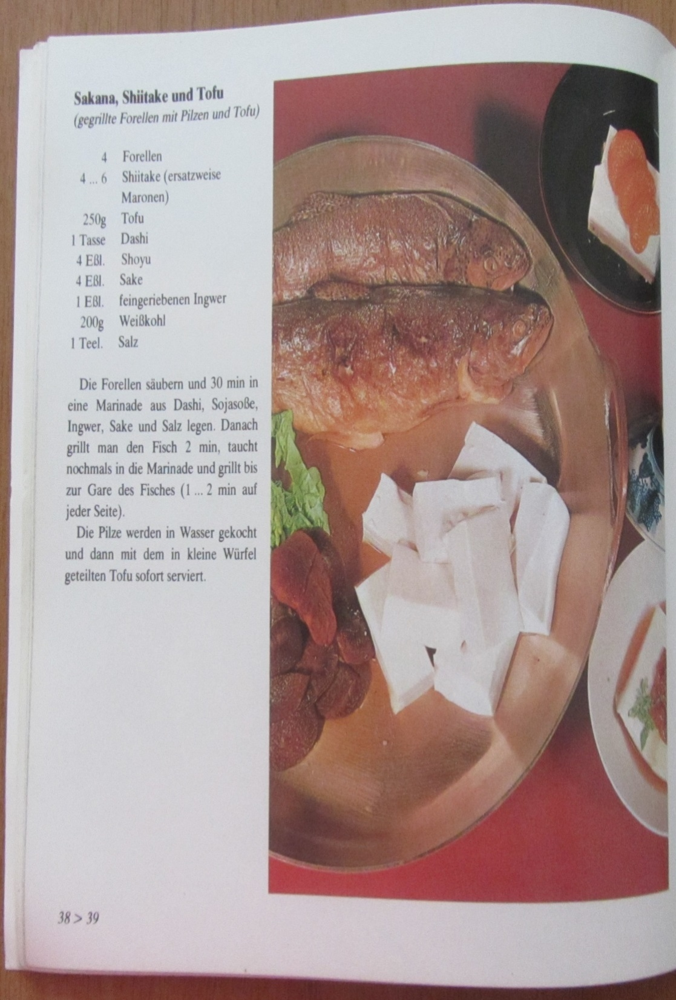 Sakana, Shiitake und Tofu
(gegrillte Forellen mit Pilzen und Tofu)
4 Forellen
4 ... 6 Shiitake (ersatzweise
Maronen)
250g Tofu
1 Tasse Dashi
4 Eßl. Shoyu
4 Eßl. Sake
1 Eßl. feingeriebenen Ingwer
200g Weißkohl
1 Teel. Salz
Die Forellen säubern und 30 min in
eine Marinade aus Dashi, Sojasoße,
Ingwer, Sake und Salz legen. Danach
grillt man den Fisch 2 min, taucht
nochmals in die Marinade und grillt bis
zur Gare des Fisches (1 ... 2 min auf
jeder Seite).
Die Pilze werden in Wasser gekocht
und dann mit dem in kleine Würfel
geteilten Tofu sofort serviert.
38 > 39